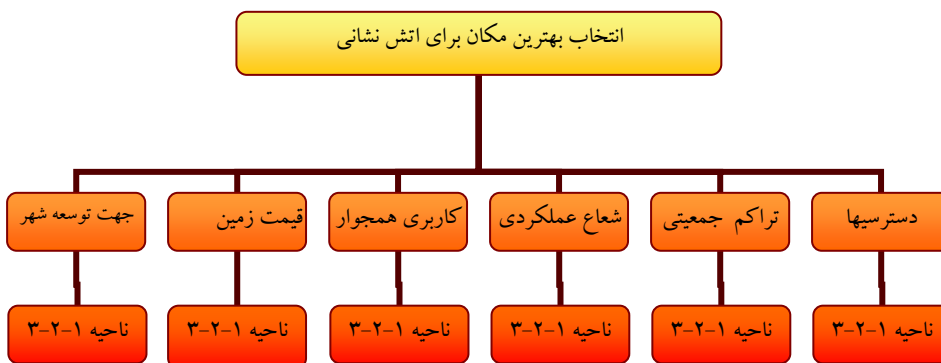 انتخاب بهترین مکان برای اتش نشانی
دسترسیها
تراکم جمعیتی
شعاع عملکردی
کاربری همجوار
قیمت زمین
جهت توسعه شهر
ناحیه ۱-۲-۳
ناحیه ۱-۲-۳
ناحیه ۱-۲-۳
ناحیه ۱-۲-۳
ناحیه ۱-۲-۳
ناحیه ۱-۲-۳